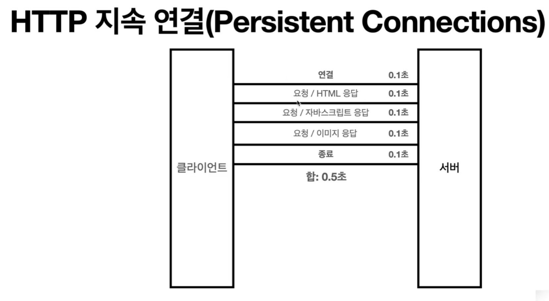 HTTP 지속 연결(Persistent Connections)
연결 0.1초
요청 / HTML 응답 0.1초
요청 / 자바스크립트 응답 0.1초
요청 / 이미지 응답 0.1초
종료 0.1초
클라이언트
합: 0.5초
서버